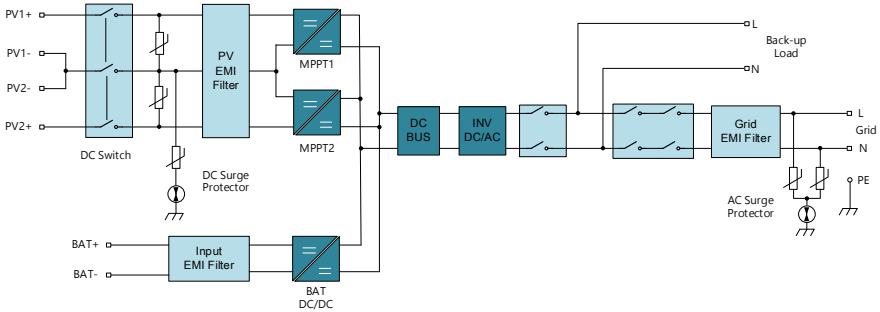 PV1+
PV1-
PV2-
PV2+
DC Switch
PV
EMI
Filter
DC Surge
Protector
MPPT1
MPPT2
BAT+
BAT-
Input
EMI Filter
BAT
DC/DC
DC
BUS
INV
DC/AC
L
Back-up
Load
N
Grid
EMI Filter
L
Grid
N
PE
AC Surge
Protector